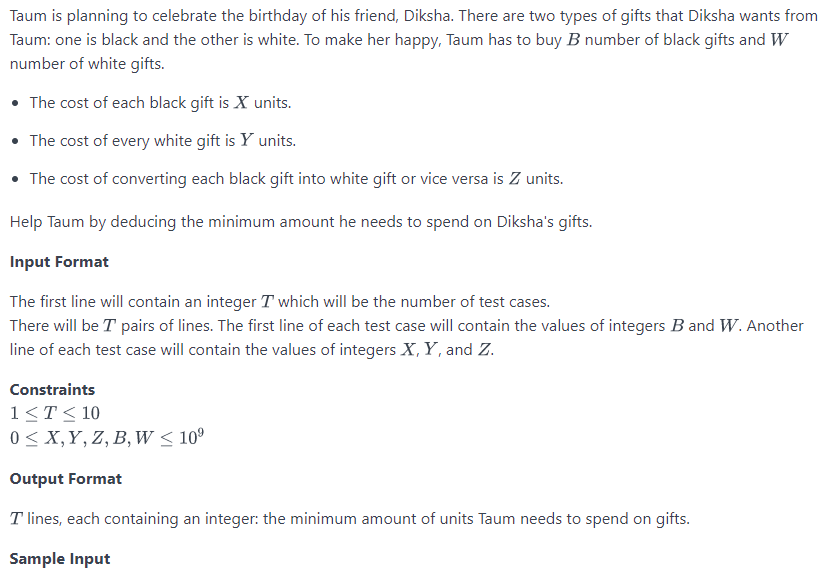 Taum is planning to celebrate the birthday of his friend, Diksha. There are two types of gifts that Diksha wants from
Taum: one is black and the other is white. To make her happy, Taum has to buy B number of black gifts and W
number of white gifts.
• The cost of each black gift is X units.
• The cost of every white gift is Y units.
• The cost of converting each black gift into white gift or vice versa is Z units.
Help Taum by deducing the minimum amount he needs to spend on Diksha's gifts.
Input Format
The first line will contain an integer T which will be the number of test cases.
There will be T pairs of lines. The first line of each test case will contain the values of integers B and W. Another
line of each test case will contain the values of integers X, Y, and Z.
Constraints
1 ≤ T ≤ 10
0 ≤ X, Y, Z, B, W ≤ 10⁹
Output Format
T lines, each containing an integer: the minimum amount of units Taum needs to spend on gifts.
Sample Input